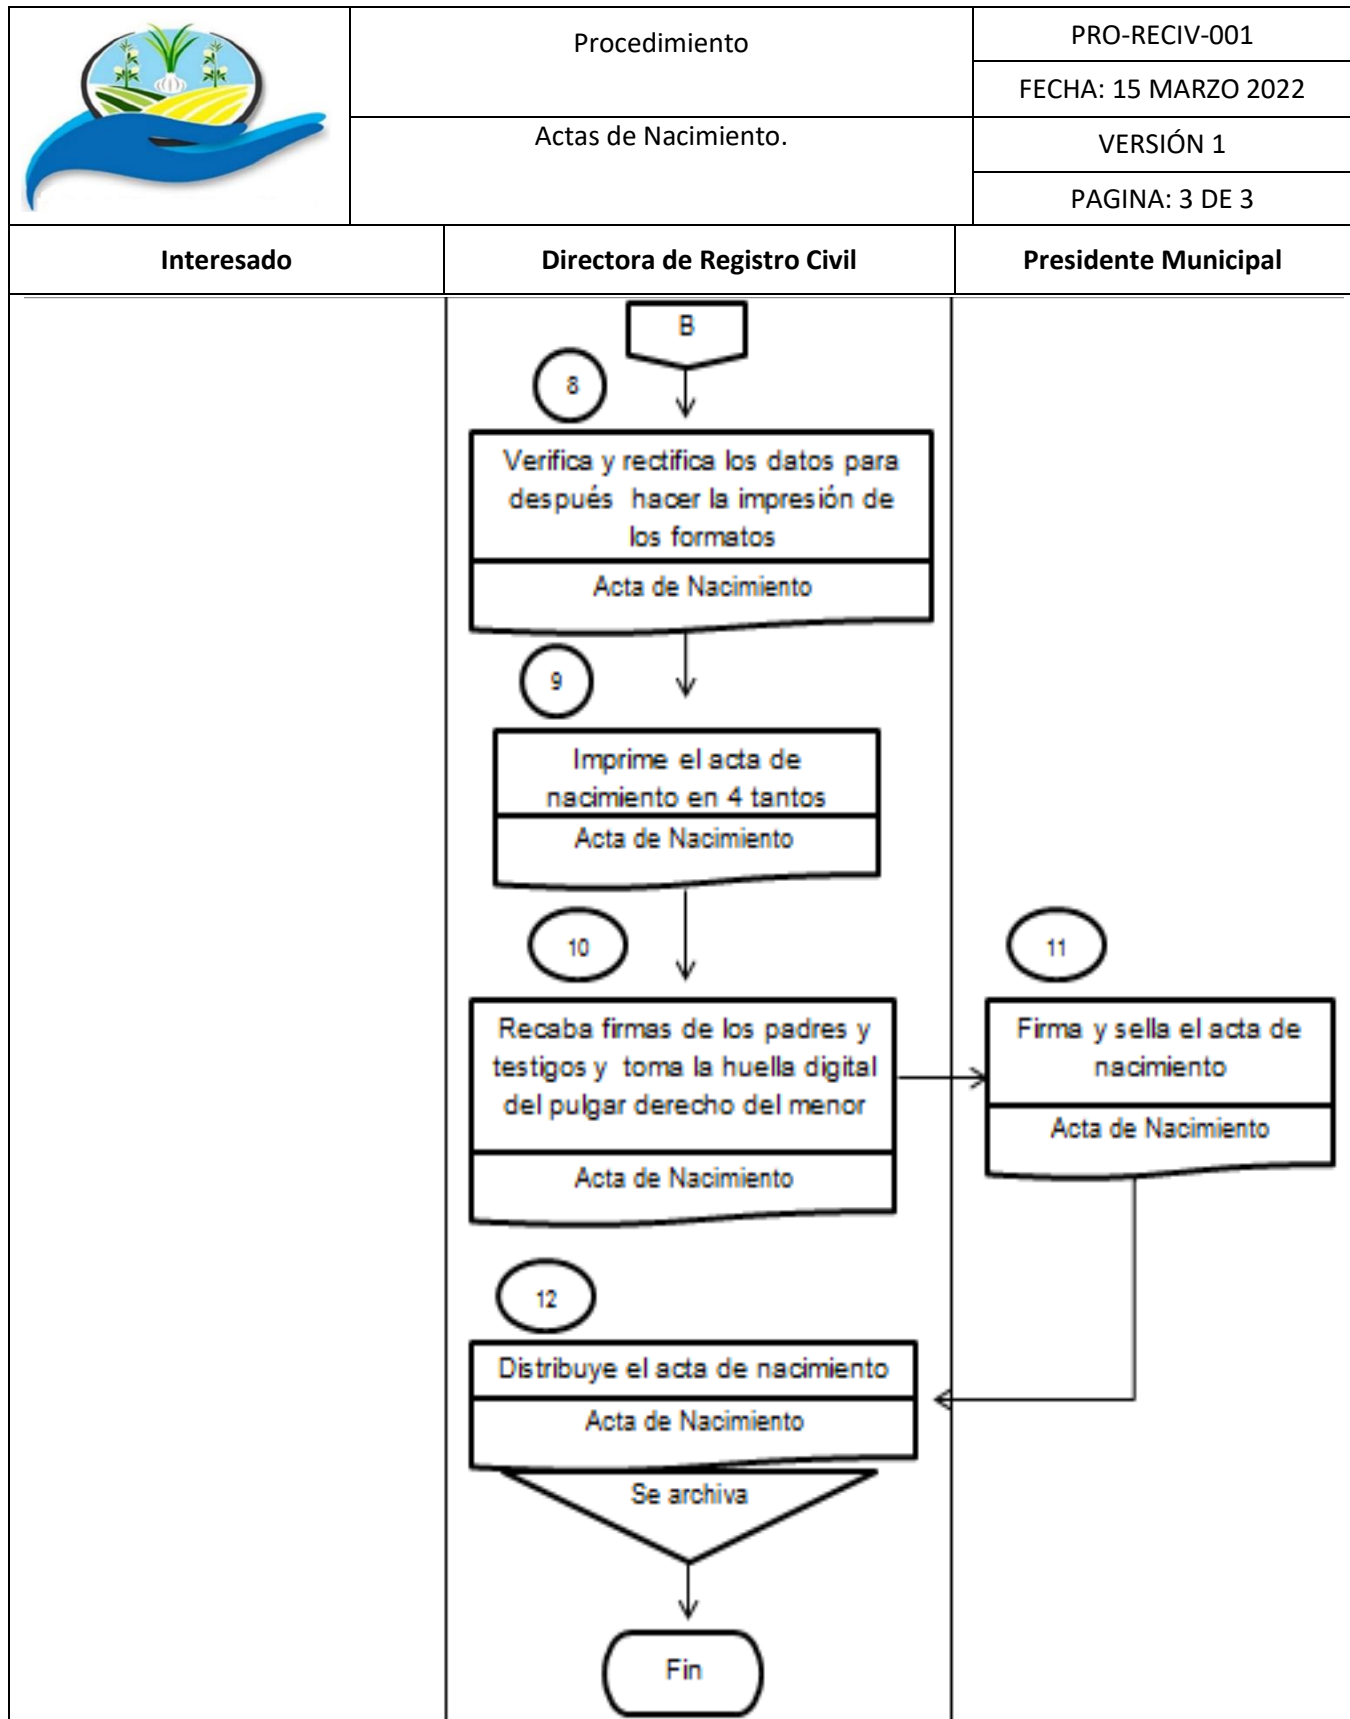 Procedimiento
PRO-RECIV-001
FECHA: 15 MARZO 2022
Actas de Nacimiento.
VERSIÓN 1
PAGINA: 3 DE 3
Interesado
Directora de Registro Civil
Presidente Municipal
B
8
Verifica y rectifica los datos para
después hacer la impresión de
los formatos
Acta de Nacimiento
9
Imprime el acta de
nacimiento en 4 tantos
Acta de Nacimiento
10
Recaba firmas de los padres y
testigos y toma la huella digital
del pulgar derecho del menor
Acta de Nacimiento
11
Firma y sella el acta de
nacimiento
Acta de Nacimiento
12
Distribuye el acta de nacimiento
Acta de Nacimiento
Se archiva
Fin